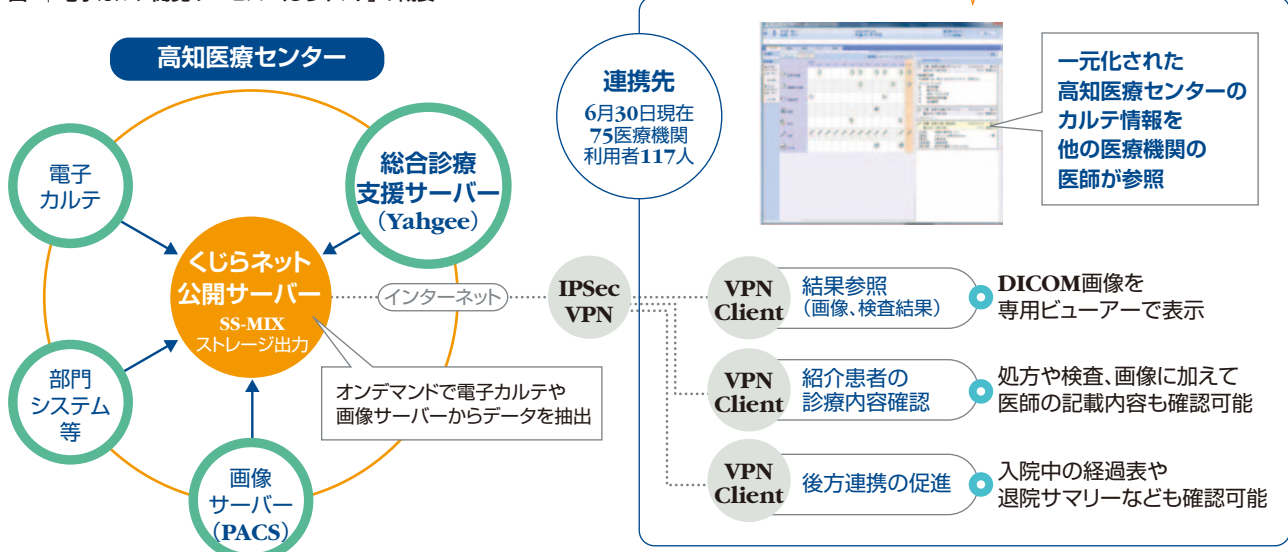 高知医療センター
電子
カルテ
総合診療
支援サーバー
(Yahgee)
くじらネット
公開サーバー
SS-MIX
ストレージ出力
部門
システム
等
画像
サーバー
(PACS)
オンデマンドで電子カルテや
画像サーバーからデータを抽出
インターネット
IPSec
VPN
連携先
6月30日現在
75医療機関
利用者117人
一元化された
高知医療センターの
カルテ情報を
他の医療機関の
医師が参照
VPN
Client
結果参照
(画像、検査結果)
DICOM画像を
専用ビューアーで表示
VPN
Client
紹介患者の
診療内容確認
処方や検査、画像に加えて
医師の記載内容も確認可能
VPN
Client
後方連携の促進
入院中の経過表や
退院サマリーなども確認可能